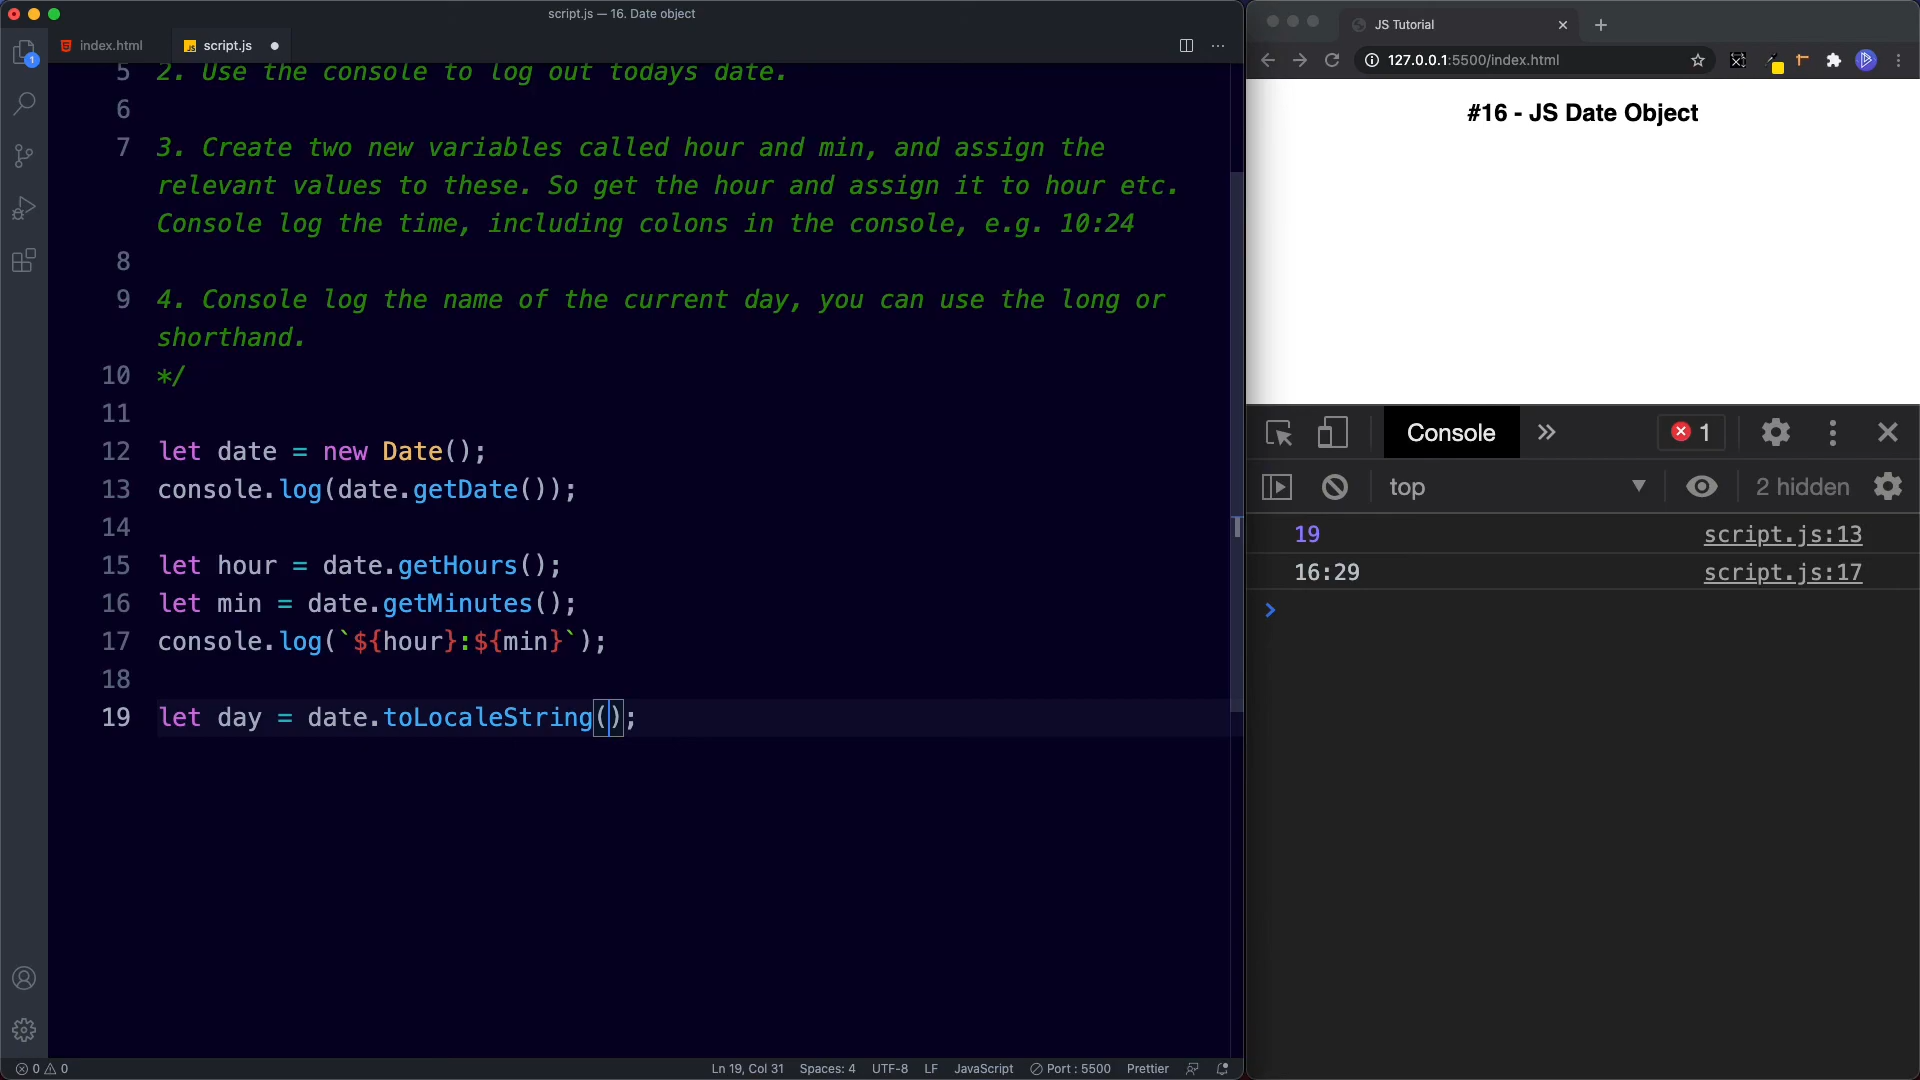 script.js — 16. Date object
index.html
script.js
5 2. Use the console to log out todays date.
6
7 3. Create two new variables called hour and min, and assign the
relevant values to these. So get the hour and assign it to hour etc.
Console log the time, including colons in the console, e.g. 10:24
8
9 4. Console log the name of the current day, you can use the long or
shorthand.
10 */
11
12 let date = new Date();
13 console.log(date.getDate());
14
15 let hour = date.getHours();
16 let min = date.getMinutes();
17 console.log(`${hour}:${min}`);
18
19 let day = date.toLocaleString();
1
0 0
Ln 19, Col 31
Spaces: 4
UTF-8
LF
JavaScript
Port : 5500
Prettier
JS Tutorial
127.0.0.1:5500/index.html
#16 - JS Date Object
Console
1
top
2 hidden
19 script.js:13
16:29 script.js:17